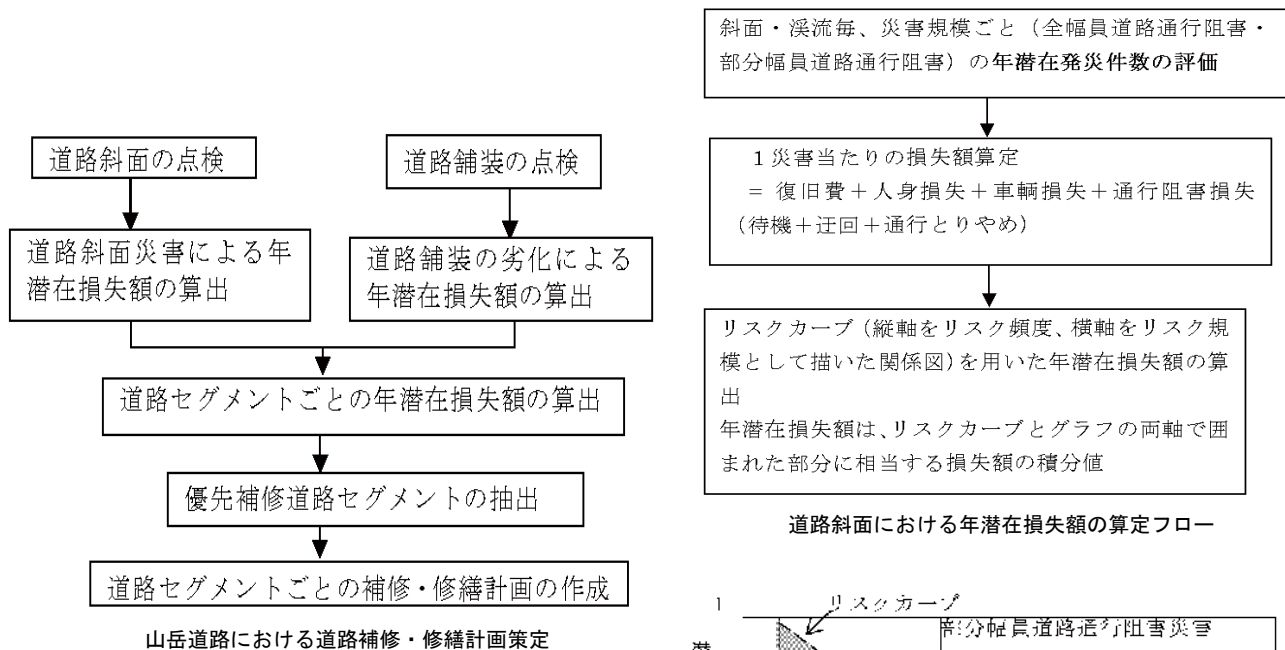 道路斜面の点検
道路舗装の点検
道路斜面災害による年
潜在損失額の算出
道路舗装の劣化による
年潜在損失額の算出
道路セグメントごとの年潜在損失額の算出
優先補修道路セグメントの抽出
道路セグメントごとの補修・修繕計画の作成
山岳道路における道路補修・修繕計画策定
斜面・渓流毎、災害規模ごと（全幅員道路通行阻害・
部分幅員道路通行阻害）の年潜在発災件数の評価
1災害当たりの損失額算定
= 復旧費＋人身損失＋車輌損失＋通行阻害損失
（待機＋迂回＋通行とりやめ）
リスクカーブ（縦軸をリスク頻度、横軸をリスク規
模として描いた関係図）を用いた年潜在損失額の算
出
年潜在損失額は、リスクカーブとグラフの両軸で囲
まれた部分に相当する損失額の積分値
道路斜面における年潜在損失額の算定フロー
1
リスクカーブ
部分幅員道路通行阻害災害